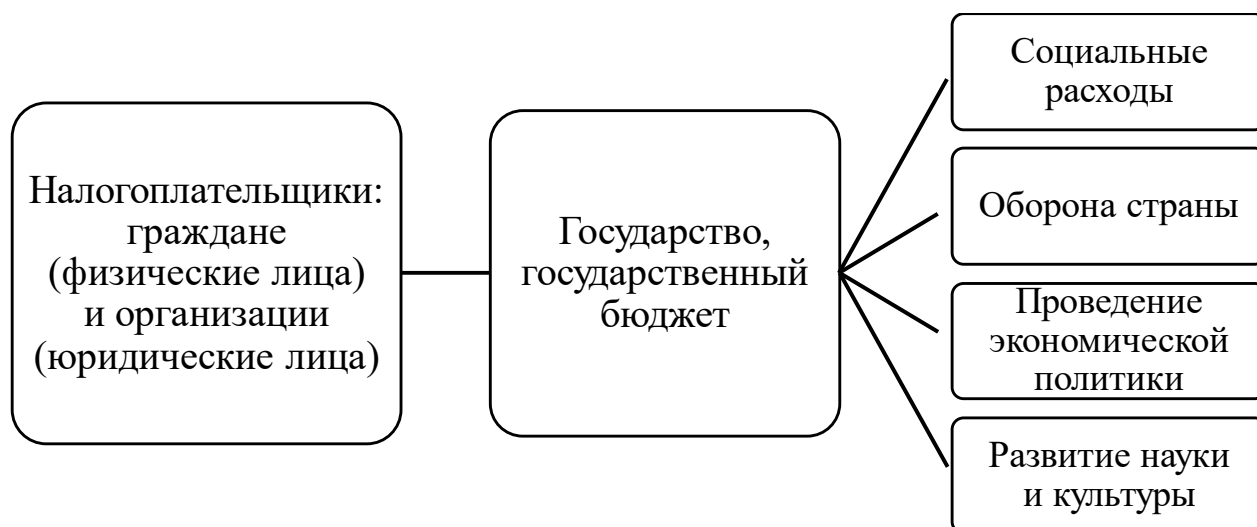 Налогоплательщики:
граждане
(физические лица)
и организации
(юридические лица)
Государство,
государственный
бюджет
Социальные
расходы
Оборона страны
Проведение
экономической
политики
Развитие науки
и культуры